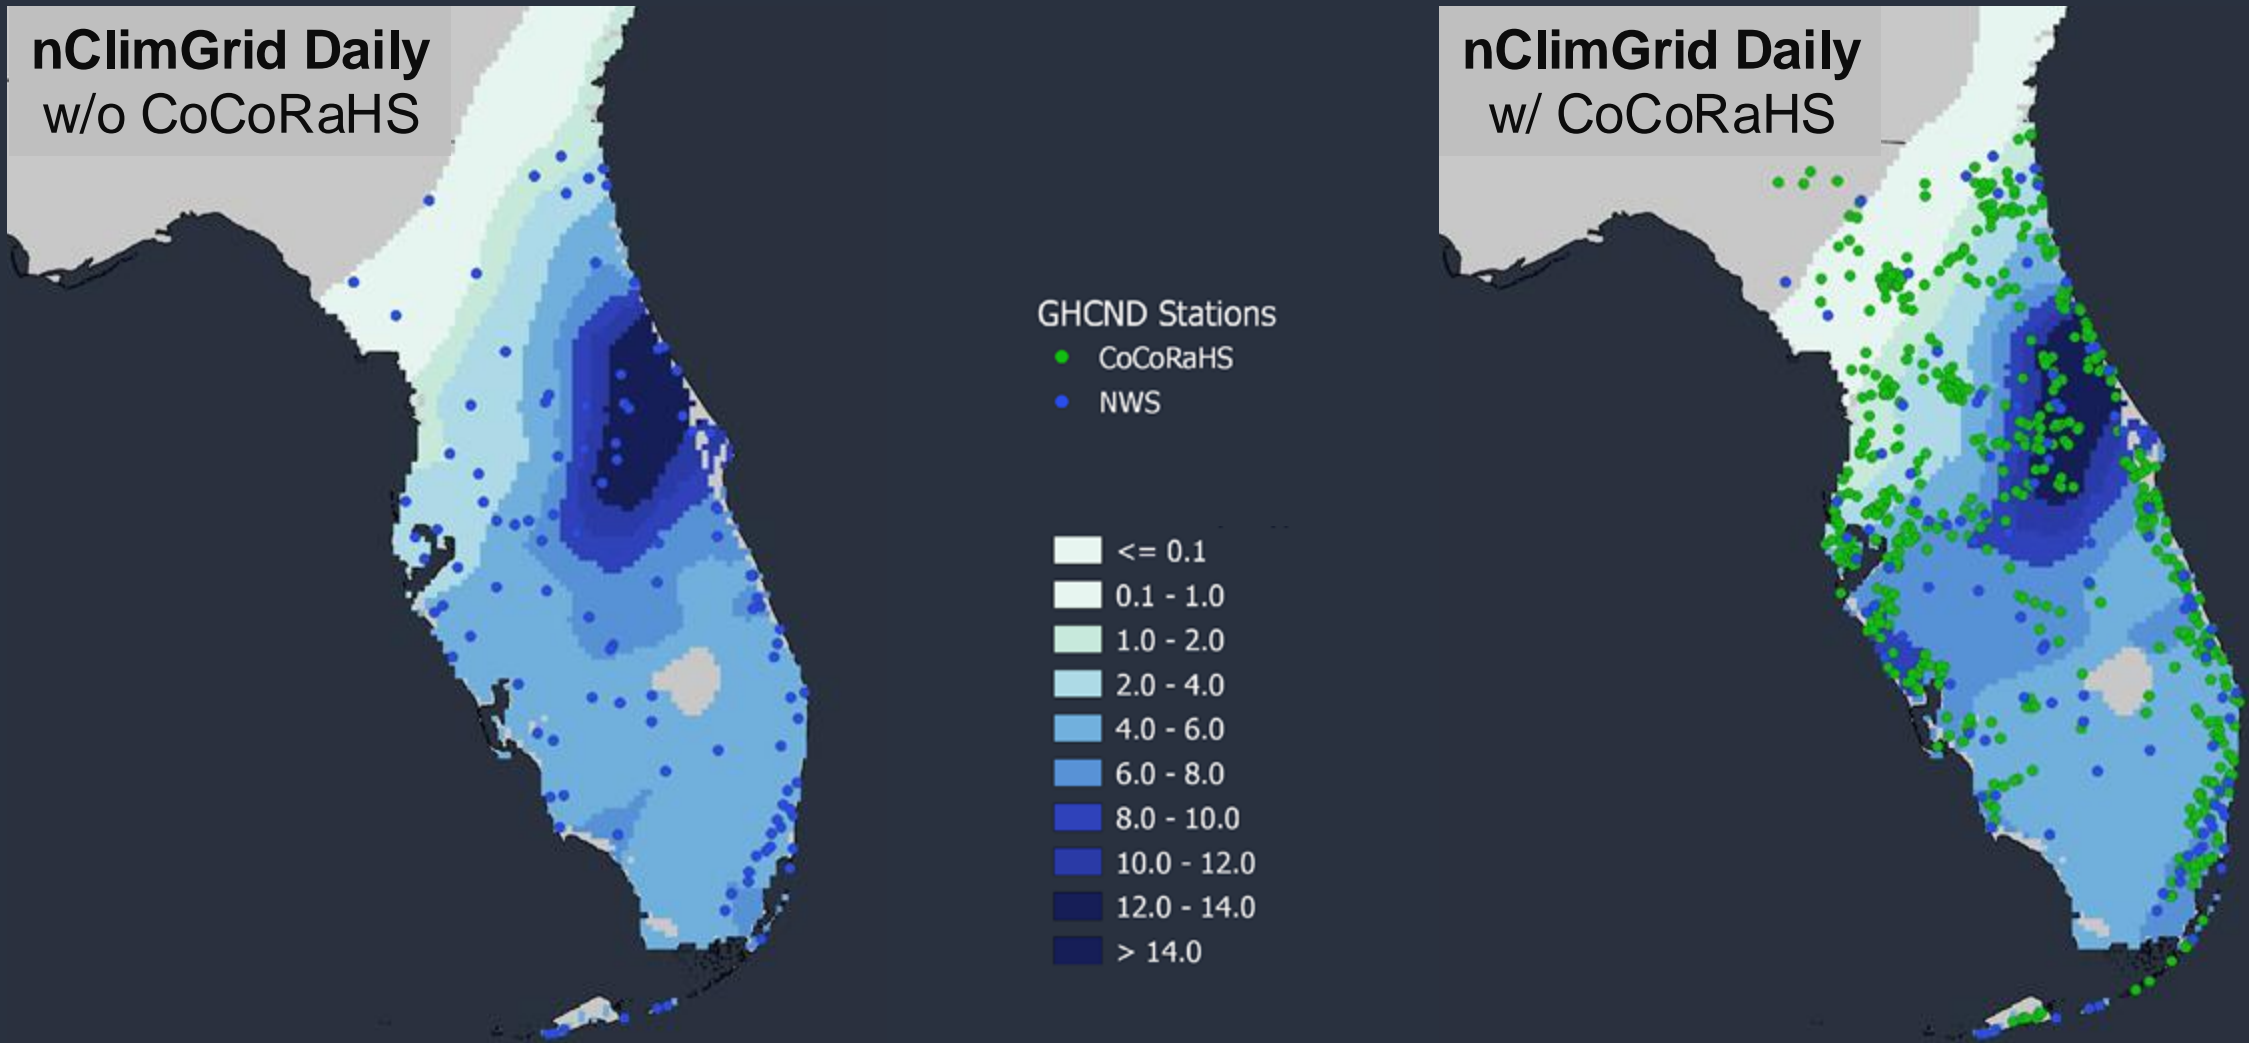 nClimGrid Daily
w/o CoCoRaHS
nClimGrid Daily
w/ CoCoRaHS
GHCND Stations
CoCoRaHS
NWS
<= 0.1
0.1 - 1.0
1.0 - 2.0
2.0 - 4.0
4.0 - 6.0
6.0 - 8.0
8.0 - 10.0
10.0 - 12.0
12.0 - 14.0
> 14.0